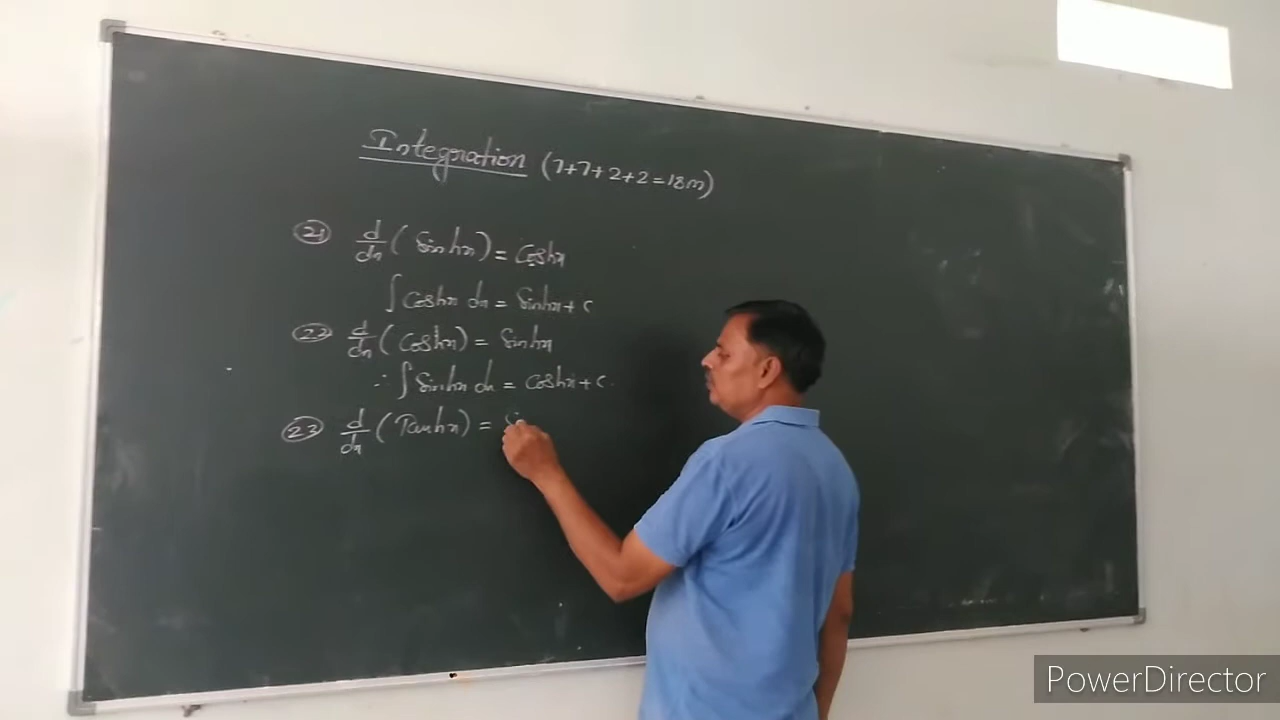 Integration (7+7+2+2=18m)
(21) d/dx (Sinhx) = Coshx
∫ Coshx dx = Sinhx + c
(22) d/dx (Coshx) = Sinhx
∴ ∫ Sinhx dx = Coshx + c
(23) d/dx (Tanhx) =
PowerDirector